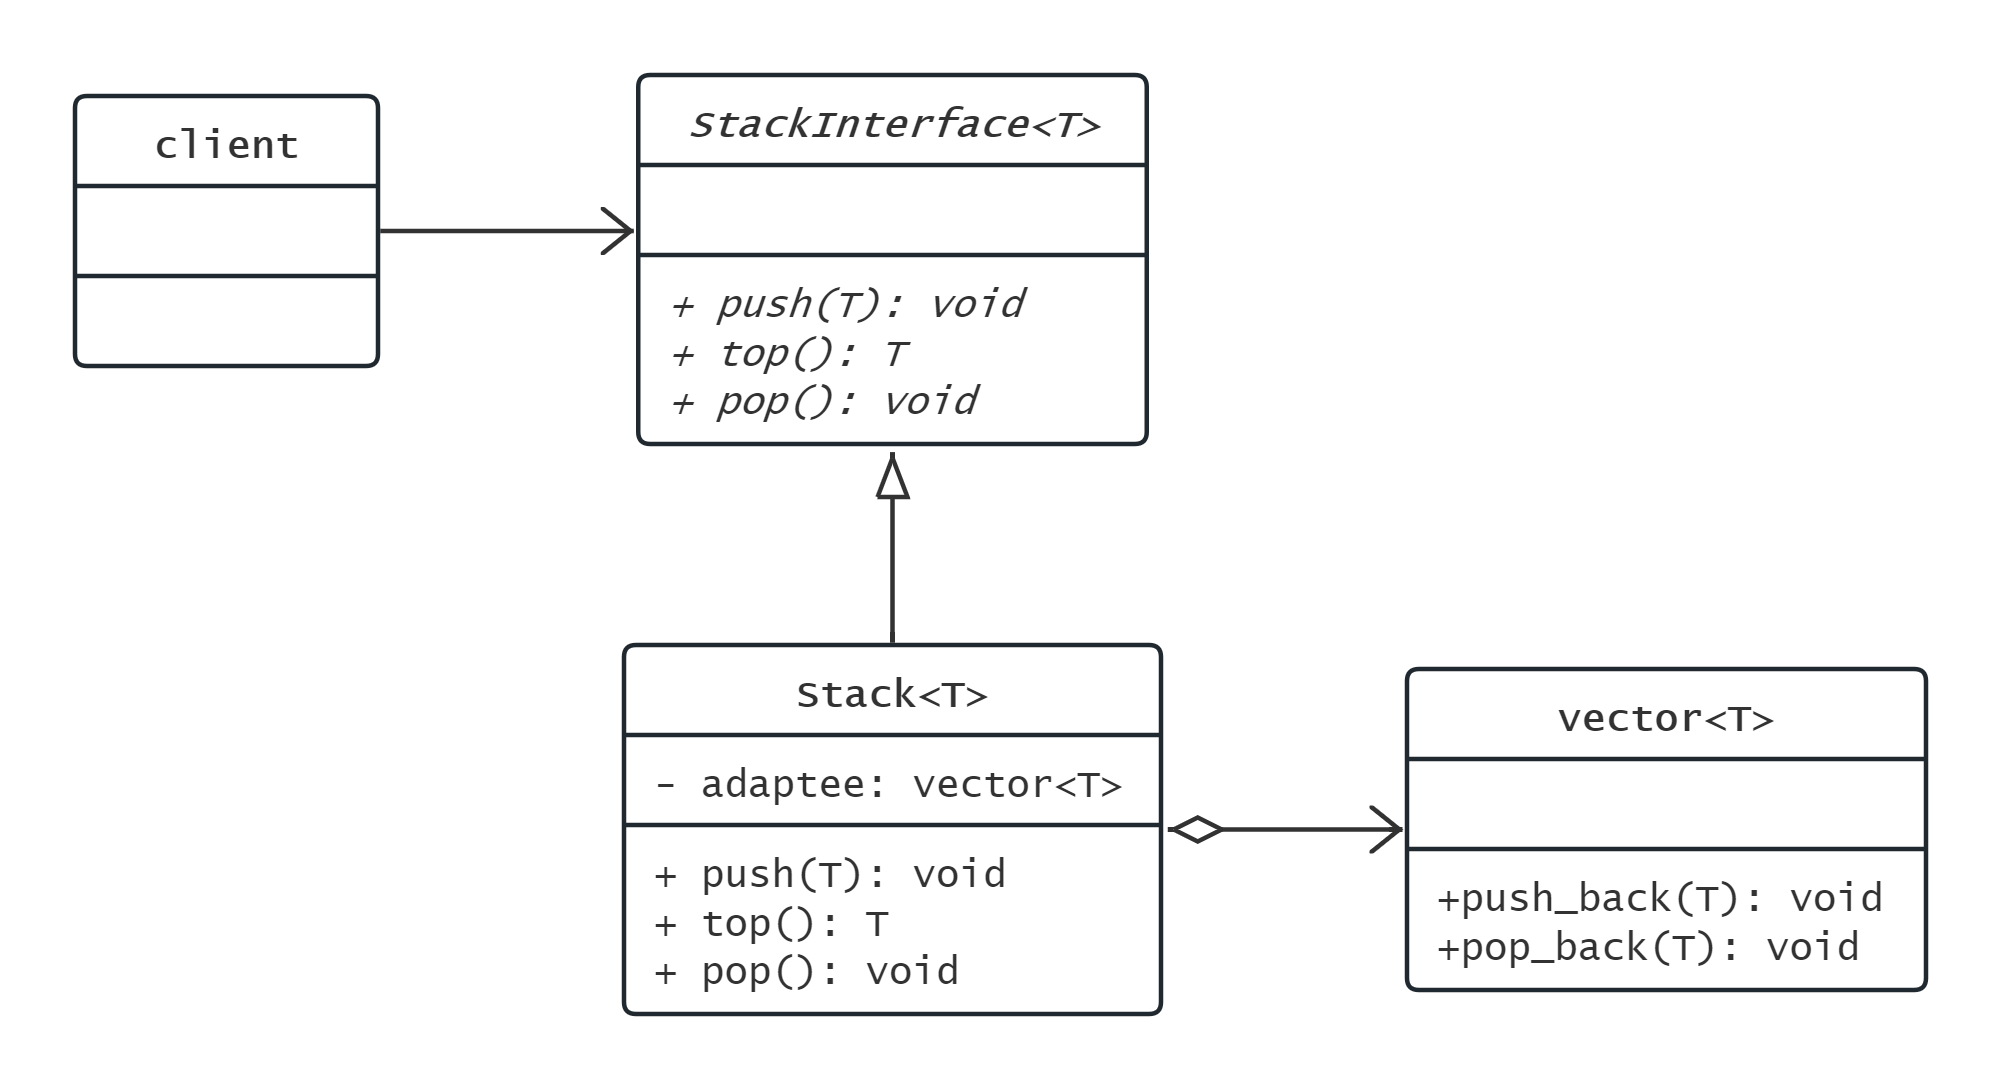 client
StackInterface<T>
+ push(T): void
+ top(): T
+ pop(): void
Stack<T>
- adaptee: vector<T>
+ push(T): void
+ top(): T
+ pop(): void
vector<T>
+push_back(T): void
+pop_back(T): void